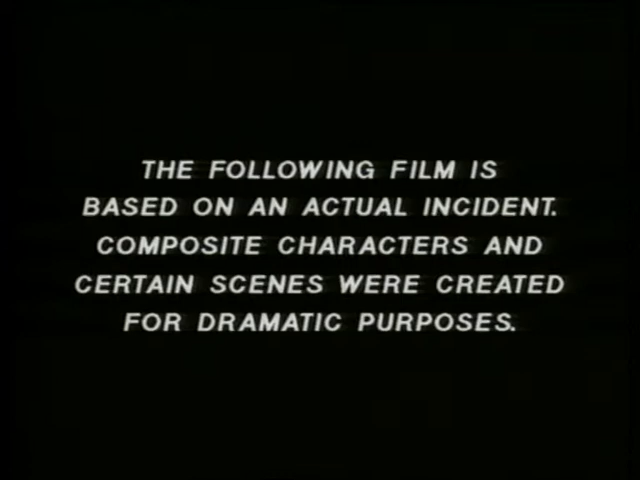 THE FOLLOWING FILM IS
BASED ON AN ACTUAL INCIDENT.
COMPOSITE CHARACTERS AND
CERTAIN SCENES WERE CREATED
FOR DRAMATIC PURPOSES.